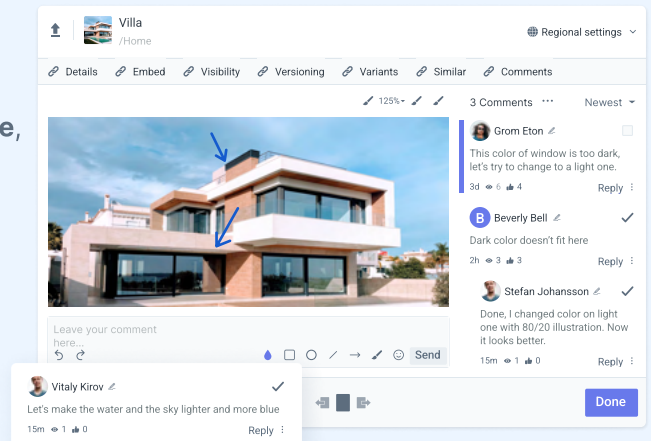 e,
Villa
/Home
Regional settings
Details
Embed
Visibility
Versioning
Variants
Similar
Comments
125%
3 Comments
Newest
Grom Eton
This color of window is too dark,
let's try to change to a light one.
3d 6 4
Reply
B
Beverly Bell
Dark color doesn't fit here
2h 3 3
Reply
Stefan Johansson
Done, I changed color on light
one with 80/20 illustration. Now
it looks better.
15m 1 0
Reply
Leave your comment
here...
Send
Vitaly Kirov
Let's make the water and the sky lighter and more blue
15m 1 0
Reply
Done